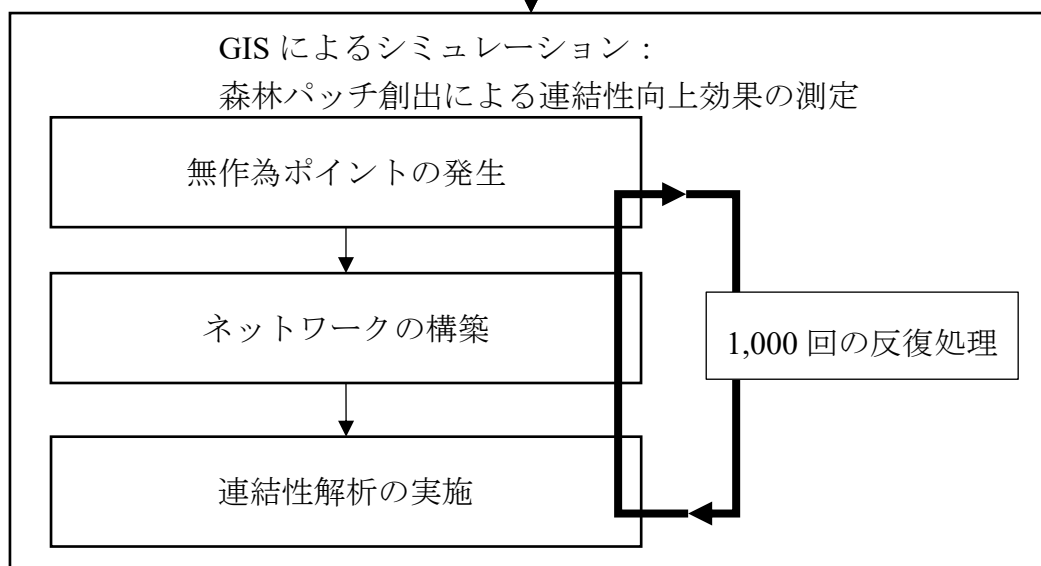 GIS によるシミュレーション：
森林パッチ創出による連結性向上効果の測定
無作為ポイントの発生
ネットワークの構築
1,000 回の反復処理
連結性解析の実施